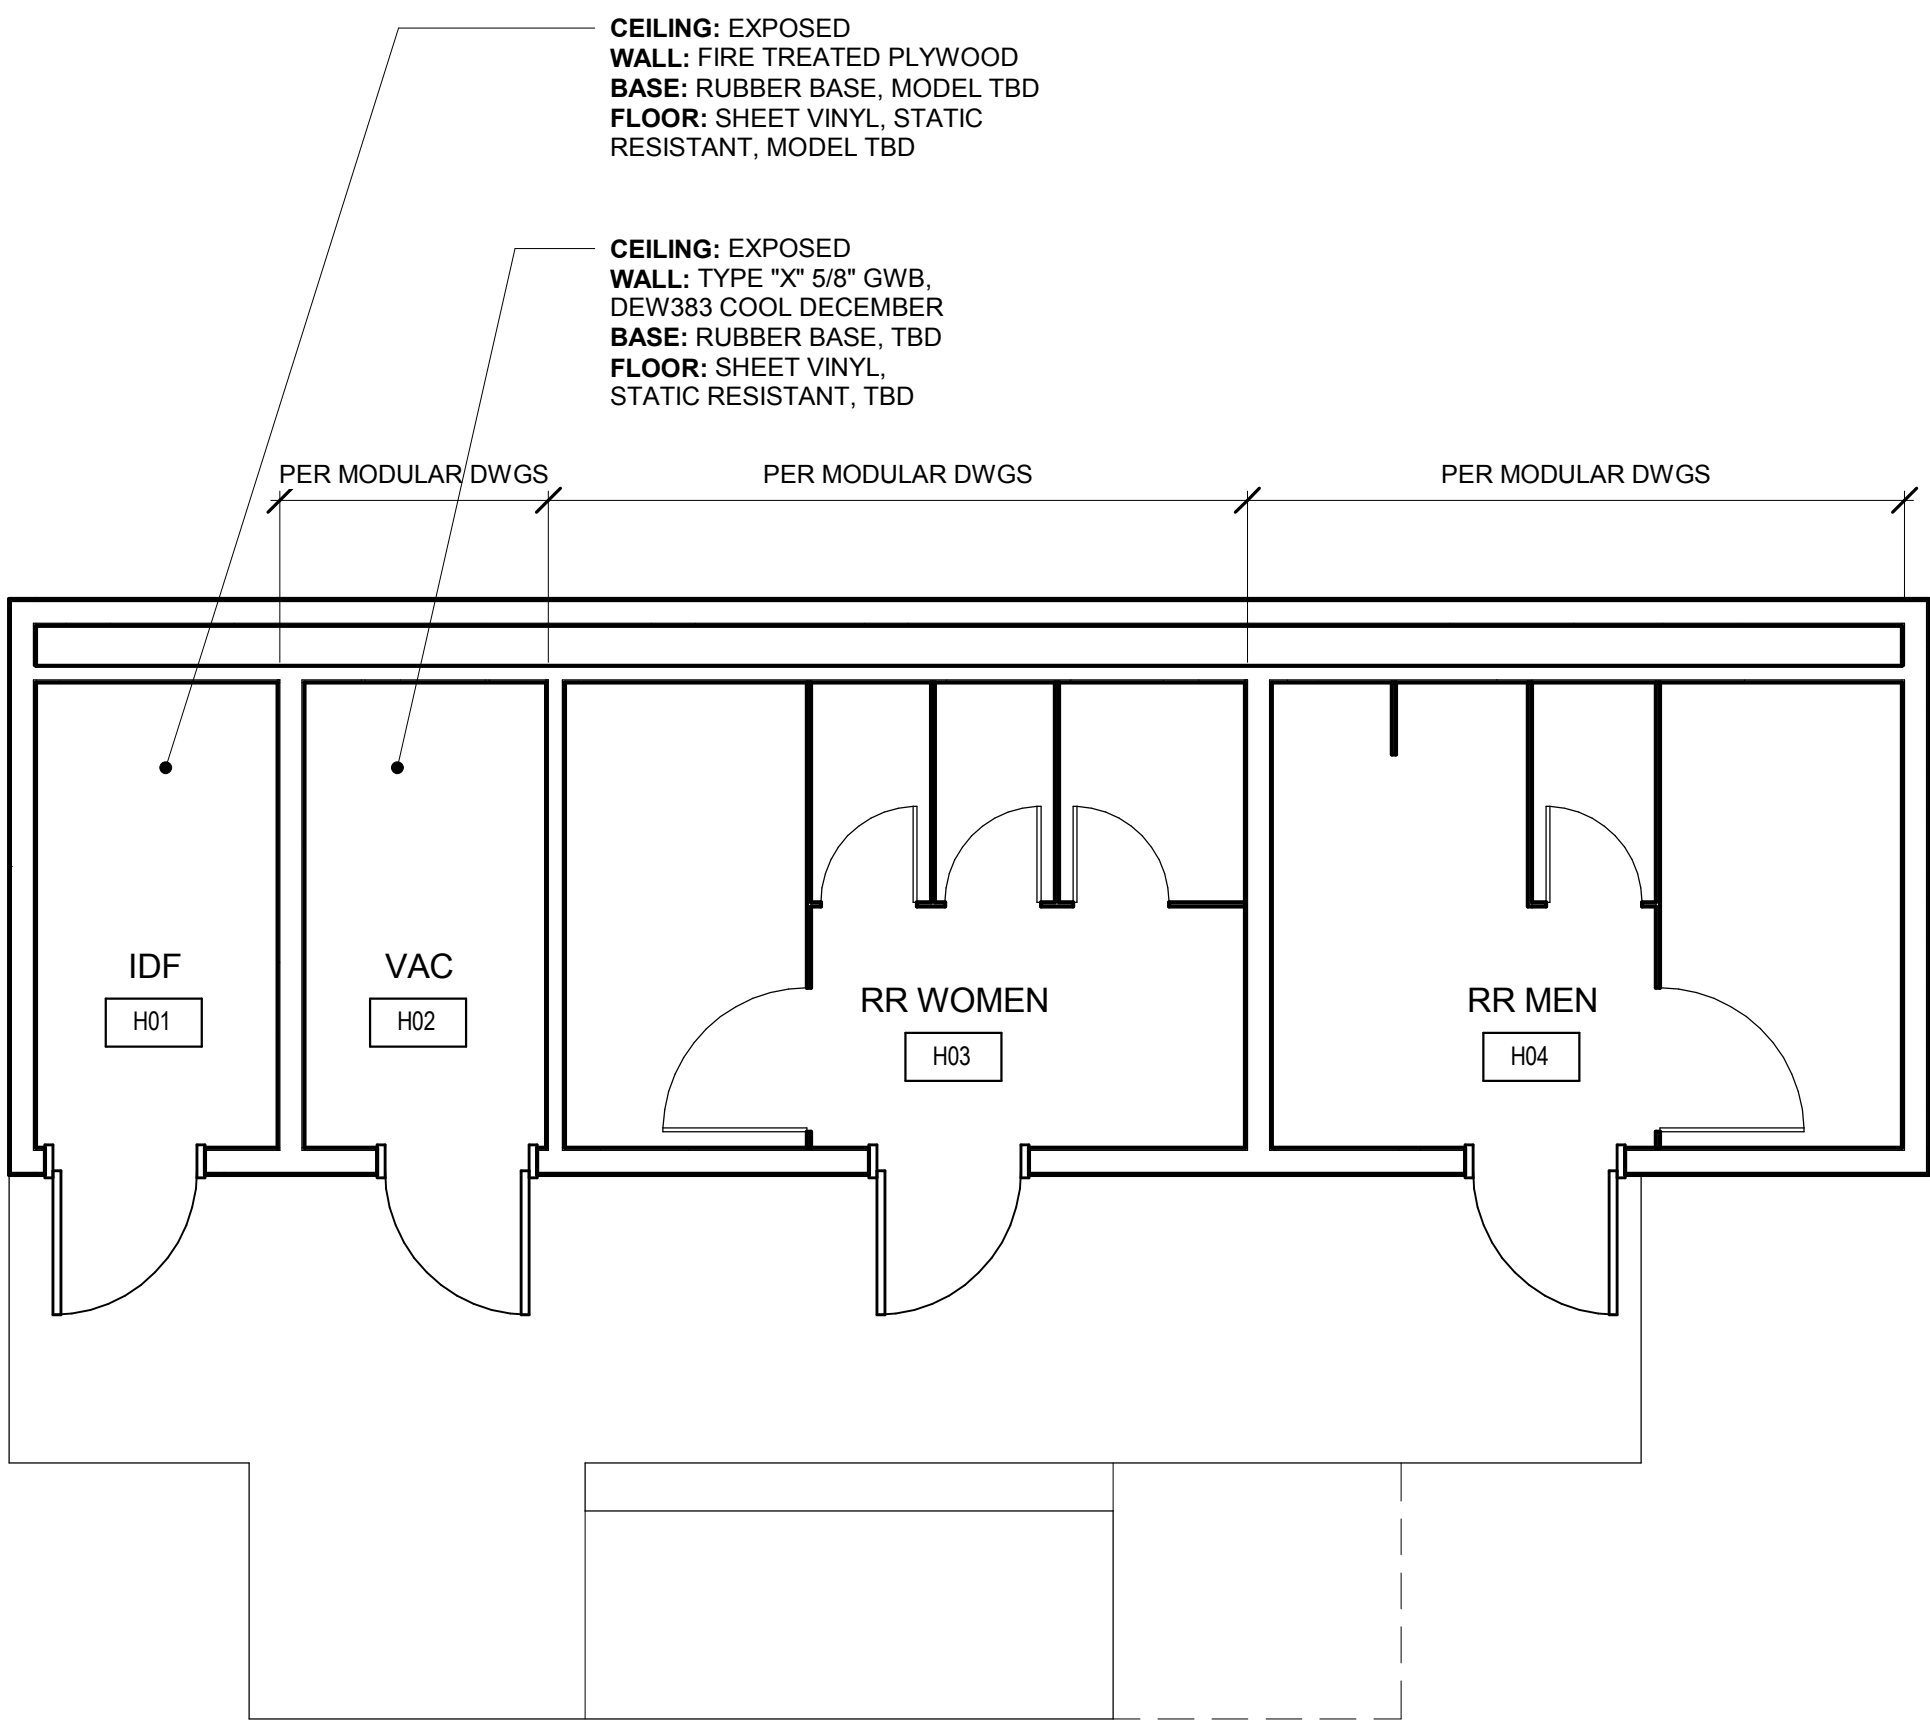 CEILING: EXPOSED
WALL: FIRE TREATED PLYWOOD
BASE: RUBBER BASE, MODEL TBD
FLOOR: SHEET VINYL, STATIC
RESISTANT, MODEL TBD
CEILING: EXPOSED
WALL: TYPE "X" 5/8" GWB,
DEW383 COOL DECEMBER
BASE: RUBBER BASE, TBD
FLOOR: SHEET VINYL,
STATIC RESISTANT, TBD
PER MODULAR DWGS
PER MODULAR DWGS
PER MODULAR DWGS
IDF
H01
VAC
H02
RR WOMEN
H03
RR MEN
H04